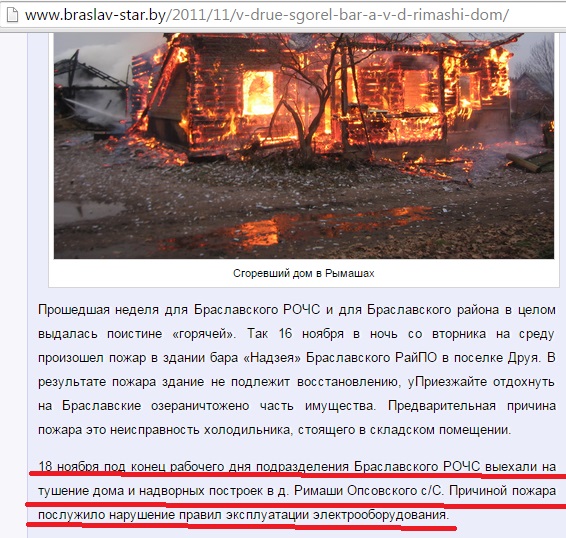 www.braslav-star.by/2011/11/v-drue-sgorel-bar-a-v-d-rimashi-dom/
Сгоревший дом в Рымашах
Прошедшая неделя для Браславского РОЧС и для Браславского района в целом
выдалась поистине «горячей». Так 16 ноября в ночь со вторника на среду
произошел пожар в здании бара «Надзея» Браславского РайПО в поселке Друя. В
результате пожара здание не подлежит восстановлению, уПриезжайте отдохнуть
на Браславские озераничтожено часть имущества. Предварительная причина
пожара это неисправность холодильника, стоящего в складском помещении.
18 ноября под конец рабочего дня подразделения Браславского РОЧС выехали на
тушение дома и надворных построек в д. Римаши Опсовского с/С. Причиной пожара
послужило нарушение правил эксплуатации электрооборудования.